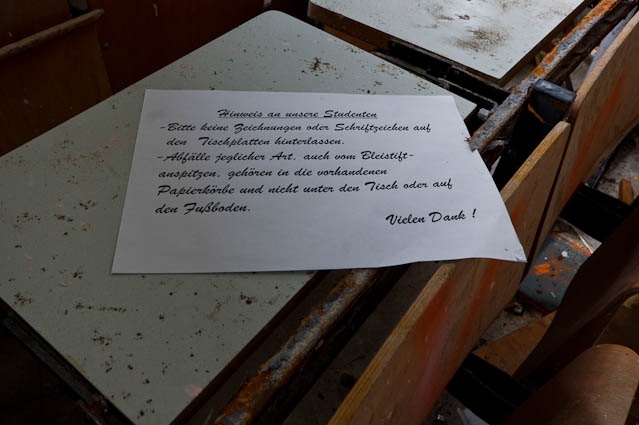 Hinweis an unsere Studenten
-Bitte keine Zeichnungen oder Schriftzeichen auf
den Tischplatten hinterlassen.
-Abfälle jeglicher Art, auch von Bleistift-
anspitzen, gehören in die vorhandenen
Papierkörbe und nicht unter den Tisch oder auf
den Fußboden.
Vielen Dank !